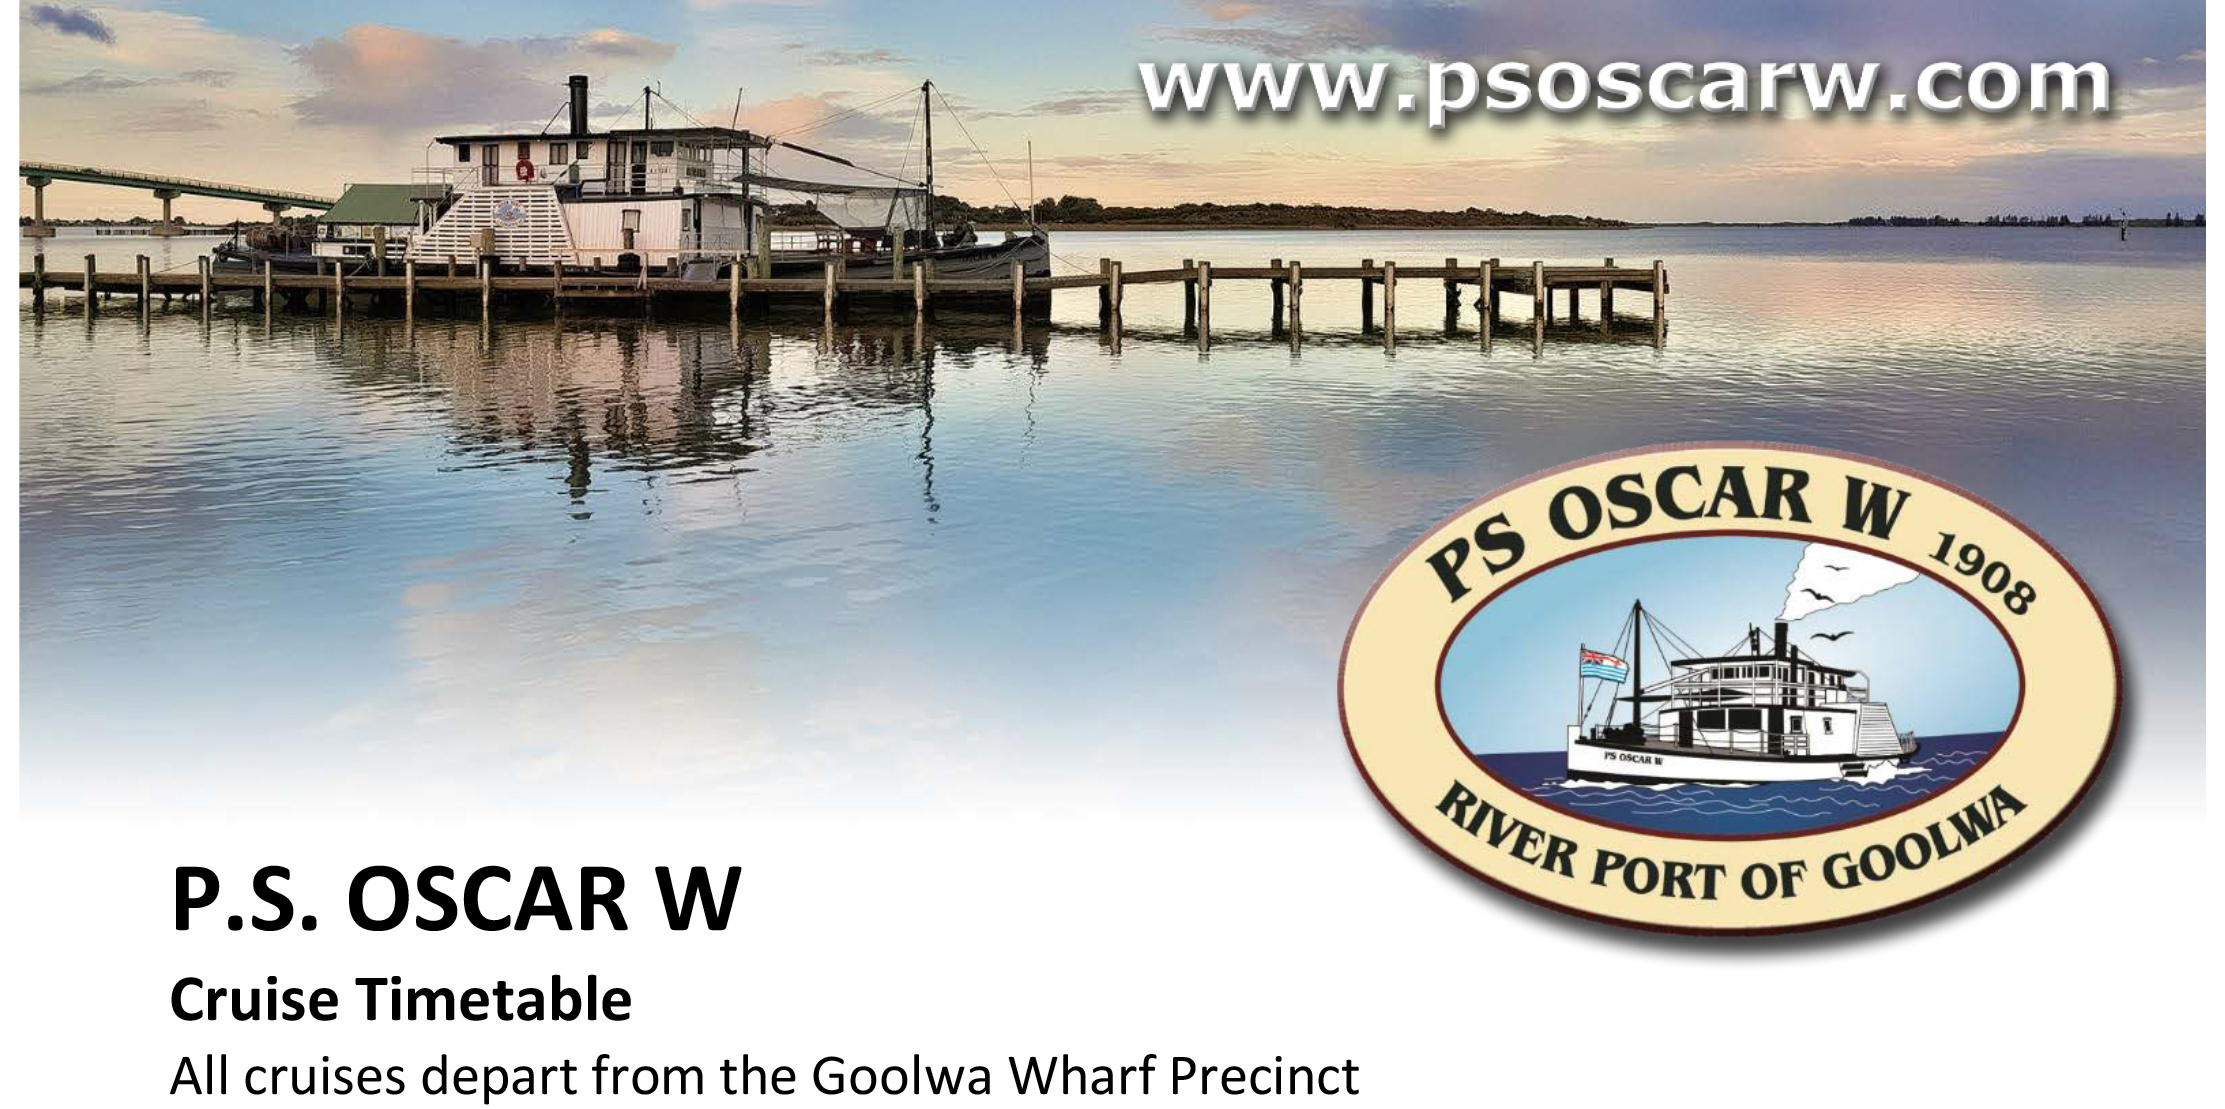 www.psoscarw.com
PS OSCAR W 1908
PS OSCAR W
RIVER PORT OF GOOLWA
P.S. OSCAR W
Cruise Timetable
All cruises depart from the Goolwa Wharf Precinct